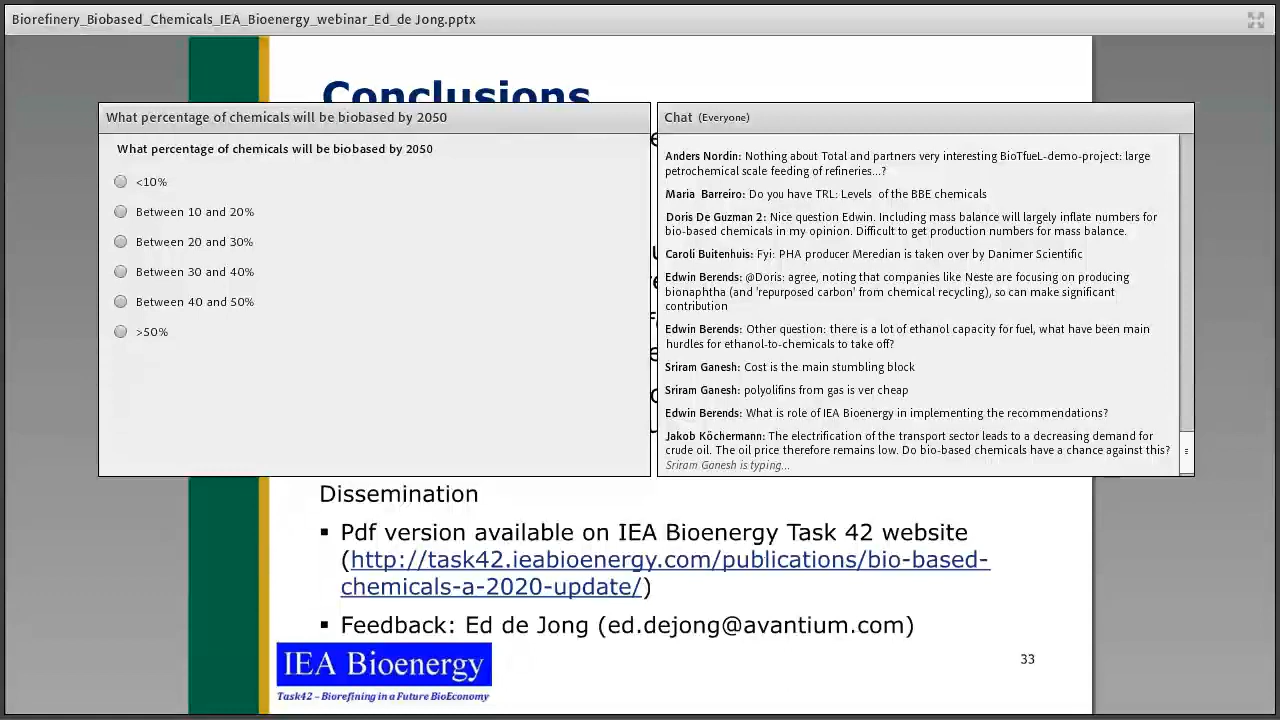 Biorefinery_Biobased_Chemicals_IEA_Bioenergy_webinar_Ed_de Jong.pptx
Conclusions
What percentage of chemicals will be biobased by 2050
What percentage of chemicals will be biobased by 2050
<10%
Between 10 and 20%
Between 20 and 30%
Between 30 and 40%
Between 40 and 50%
>50%
Chat (Everyone)
Anders Nordin: Nothing about Total and partners very interesting BioTfueL-demo-project: large
petrochemical scale feeding of refineries...?
Maria Barreiro: Do you have TRL: Levels of the BBE chemicals
Doris De Guzman 2: Nice question Edwin. Including mass balance will largely inflate numbers for
bio-based chemicals in my opinion. Difficult to get production numbers for mass balance.
Caroli Buitenhuis: Fyi: PHA producer Meredian is taken over by Danimer Scientific
Edwin Berends: @Doris: agree, noting that companies like Neste are focusing on producing
bionaphtha (and 'repurposed carbon' from chemical recycling), so can make significant
contribution
Edwin Berends: Other question: there is a lot of ethanol capacity for fuel, what have been main
hurdles for ethanol-to-chemicals to take off?
Sriram Ganesh: Cost is the main stumbling block
Sriram Ganesh: polyolifins from gas is ver cheap
Edwin Berends: What is role of IEA Bioenergy in implementing the recommendations?
Jakob Köchermann: The electrification of the transport sector leads to a decreasing demand for
crude oil. The oil price therefore remains low. Do bio-based chemicals have a chance against this?
Sriram Ganesh is typing...
Dissemination
▪ Pdf version available on IEA Bioenergy Task 42 website
(http://task42.ieabioenergy.com/publications/bio-based-
chemicals-a-2020-update/)
▪ Feedback: Ed de Jong (ed.dejong@avantium.com)
IEA Bioenergy
Task42 – Biorefining in a Future BioEconomy
33